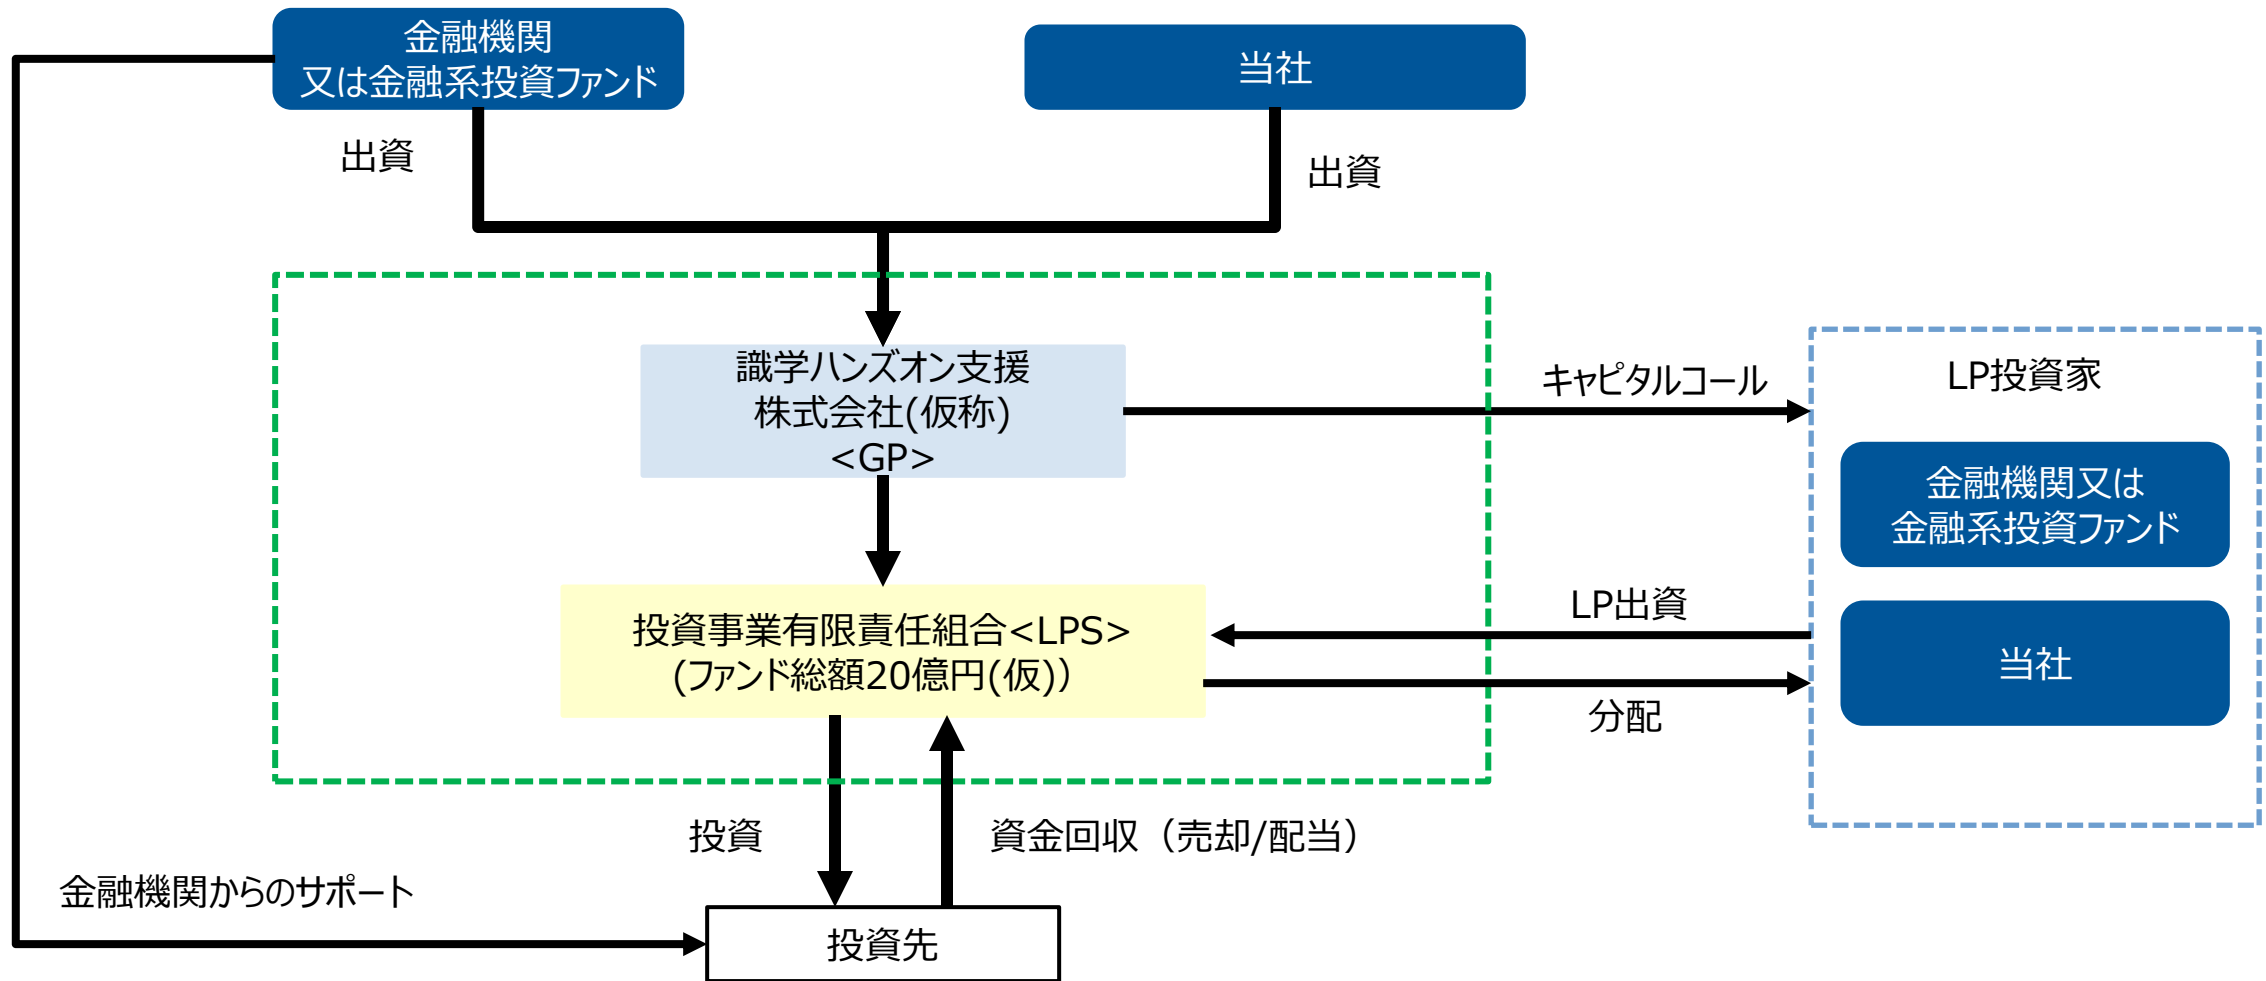 金融機関
又は金融系投資ファンド
当社
出資
出資
識学ハンズオン支援
株式会社(仮称)
<GP>
キャピタルコール
LP投資家
金融機関又は
金融系投資ファンド
LP出資
当社
投資事業有限責任組合<LPS>
(ファンド総額20億円(仮)）
分配
投資
資金回収（売却/配当）
金融機関からのサポート
投資先